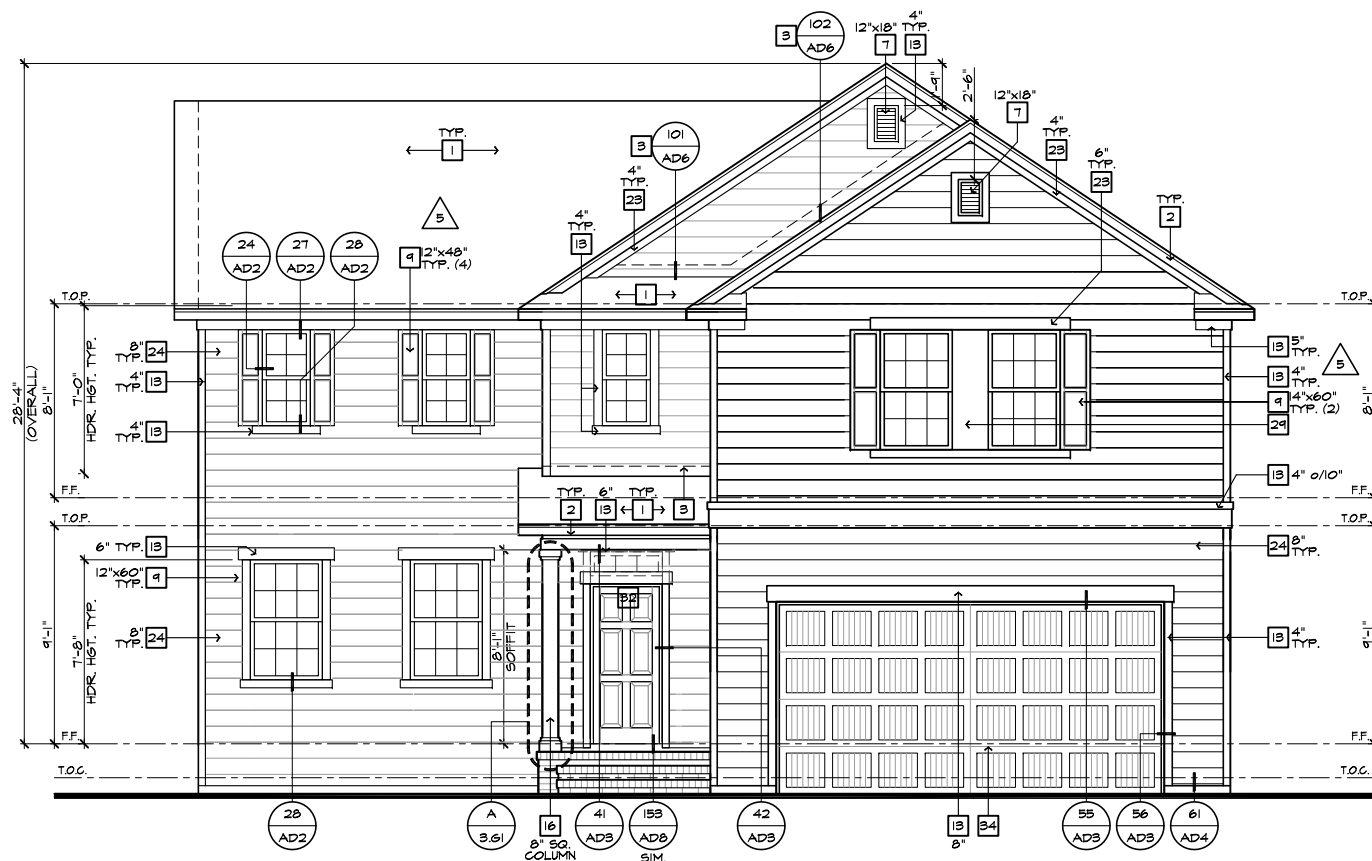 102
AD6
3
12"x18"
7
4"
TYP.
13
2'-6"
12"x18"
7
TYP.
1
101
AD6
3
4"
TYP.
23
6"
TYP.
23
4"
TYP.
23
4"
TYP.
13
TYP.
2
5
24
AD2
27
AD2
28
AD2
9
12"x48"
TYP. (4)
1
T.O.P.
T.O.P.
28'-4"
(OVERALL)
8'-1"
7'-0"
HDR. HGT. TYP.
8"
TYP.
24
4"
TYP.
13
4"
TYP.
13
13
5"
TYP.
5
13
4"
TYP.
9
14"x60"
TYP. (2)
29
8'-1"
F.F.
F.F.
13
4" o/10"
TYP.
2
6"
13
TYP.
1
3
T.O.P.
T.O.P.
6" TYP.
13
12"x60"
TYP.
9
24
8"
TYP.
9'-1"
7'-8"
HDR. HGT. TYP.
8"
TYP.
24
8'-1"
SOFFIT
32
13
4"
TYP.
9'-1"
F.F.
F.F.
T.O.C.
T.O.C.
28
AD2
A
3.G1
16
8" SQ.
COLUMN
41
AD3
153
AD8
SIM.
42
AD3
13
8"
34
55
AD3
56
AD3
61
AD4